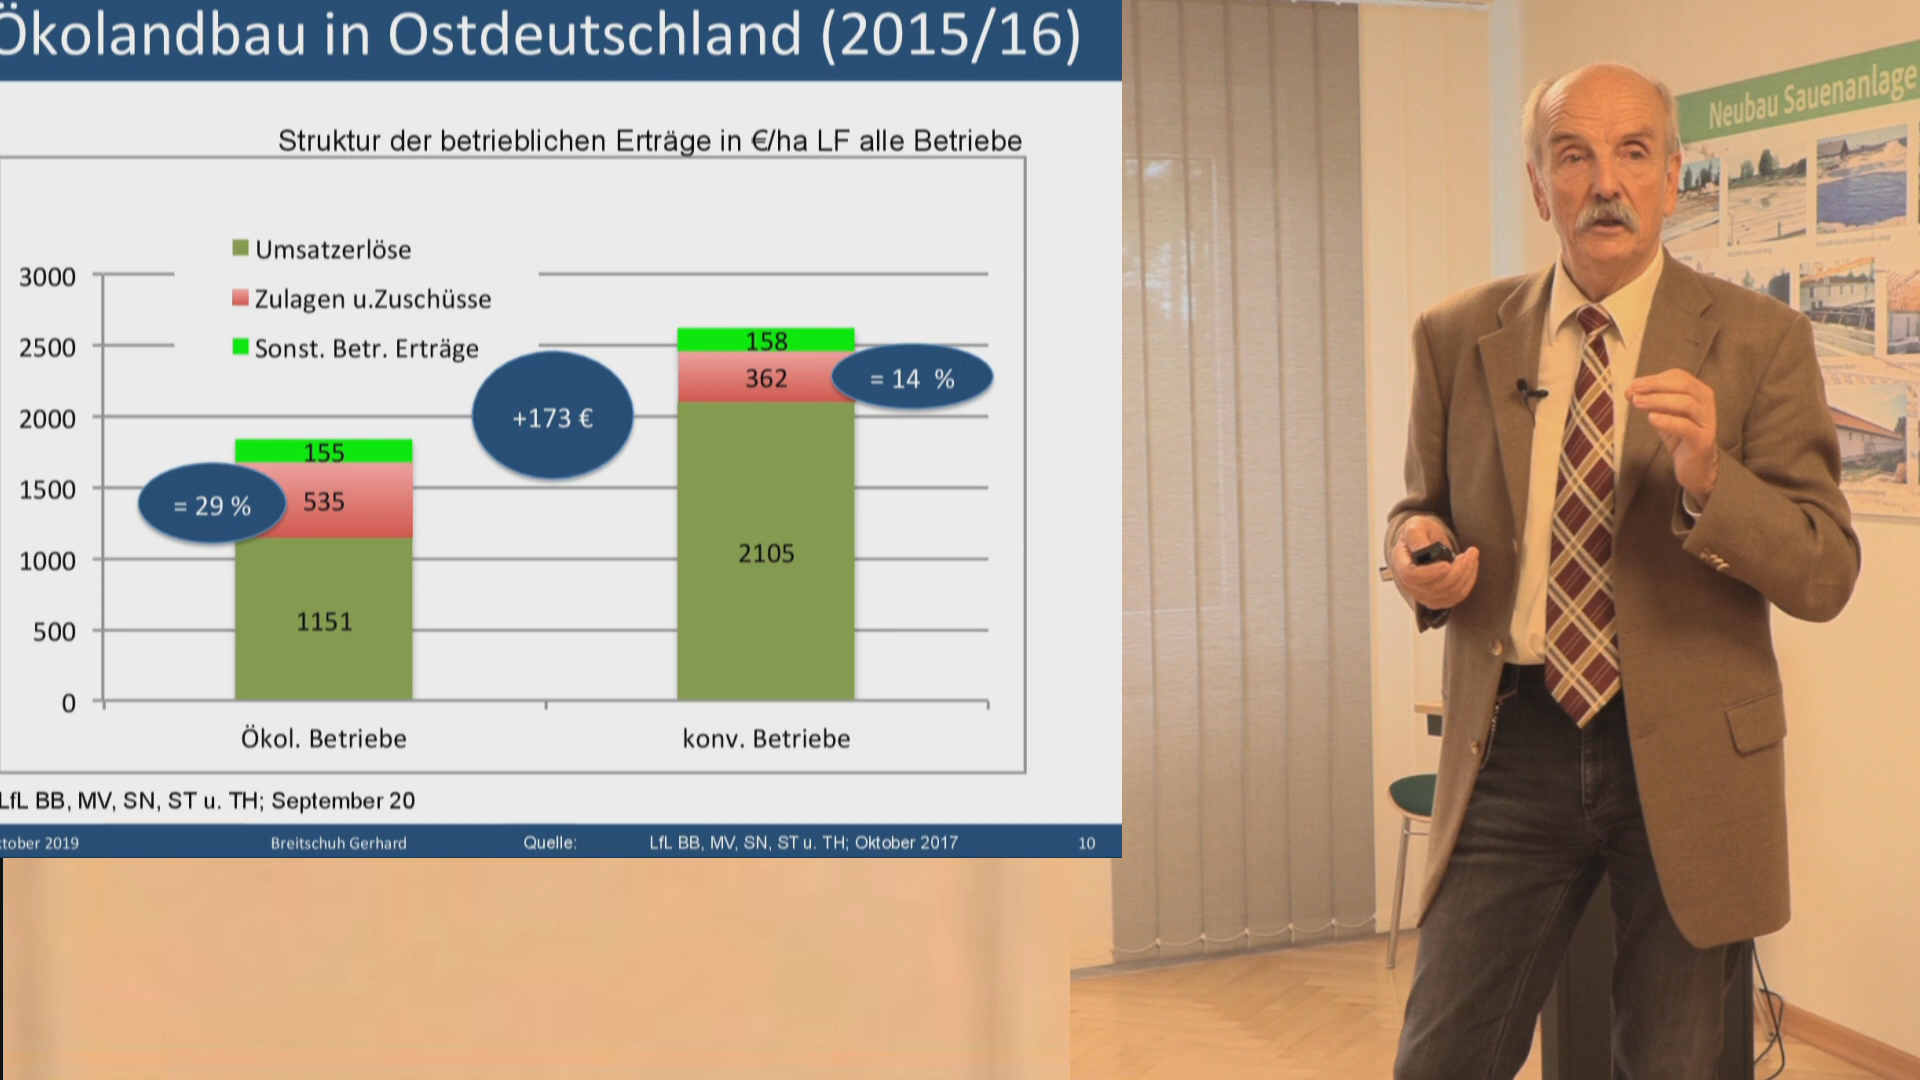 Ökolandbau in Ostdeutschland (2015/16)
Struktur der betrieblichen Erträge in €/ha LF alle Betriebe
Umsatzerlöse
Zulagen u.Zuschüsse
Sonst. Betr. Erträge
3000
2500
2000
1500
1000
500
0
158
362
= 14 %
+173 €
155
535
= 29 %
2105
1151
Ökol. Betriebe
konv. Betriebe
LfL BB, MV, SN, ST u. TH; September 20
tober 2019
Breitschuh Gerhard
Quelle:
LfL BB, MV, SN, ST u. TH; Oktober 2017
10
Neubau Sauenanlage